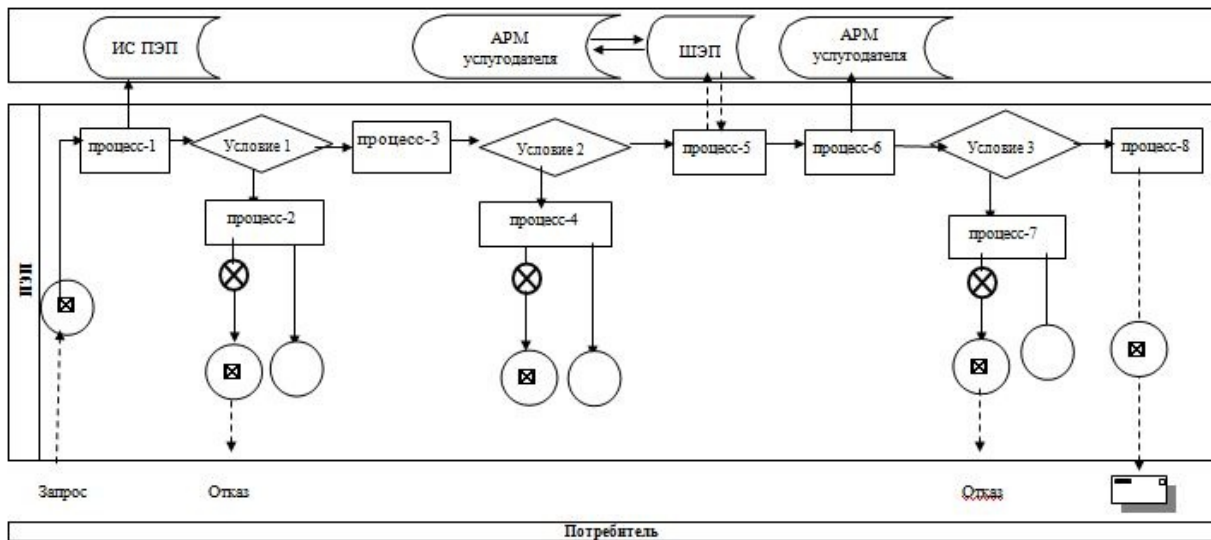 ИС ПЭП
АРМ
услугодателя
ШЭП
АРМ
услугодателя
процесс-1
Условие 1
процесс-3
Условие 2
процесс-5
процесс-6
Условие 3
процесс-8
процесс-2
процесс-4
процесс-7
ПЭП
Запрос
Отказ
Отказ
Потребитель